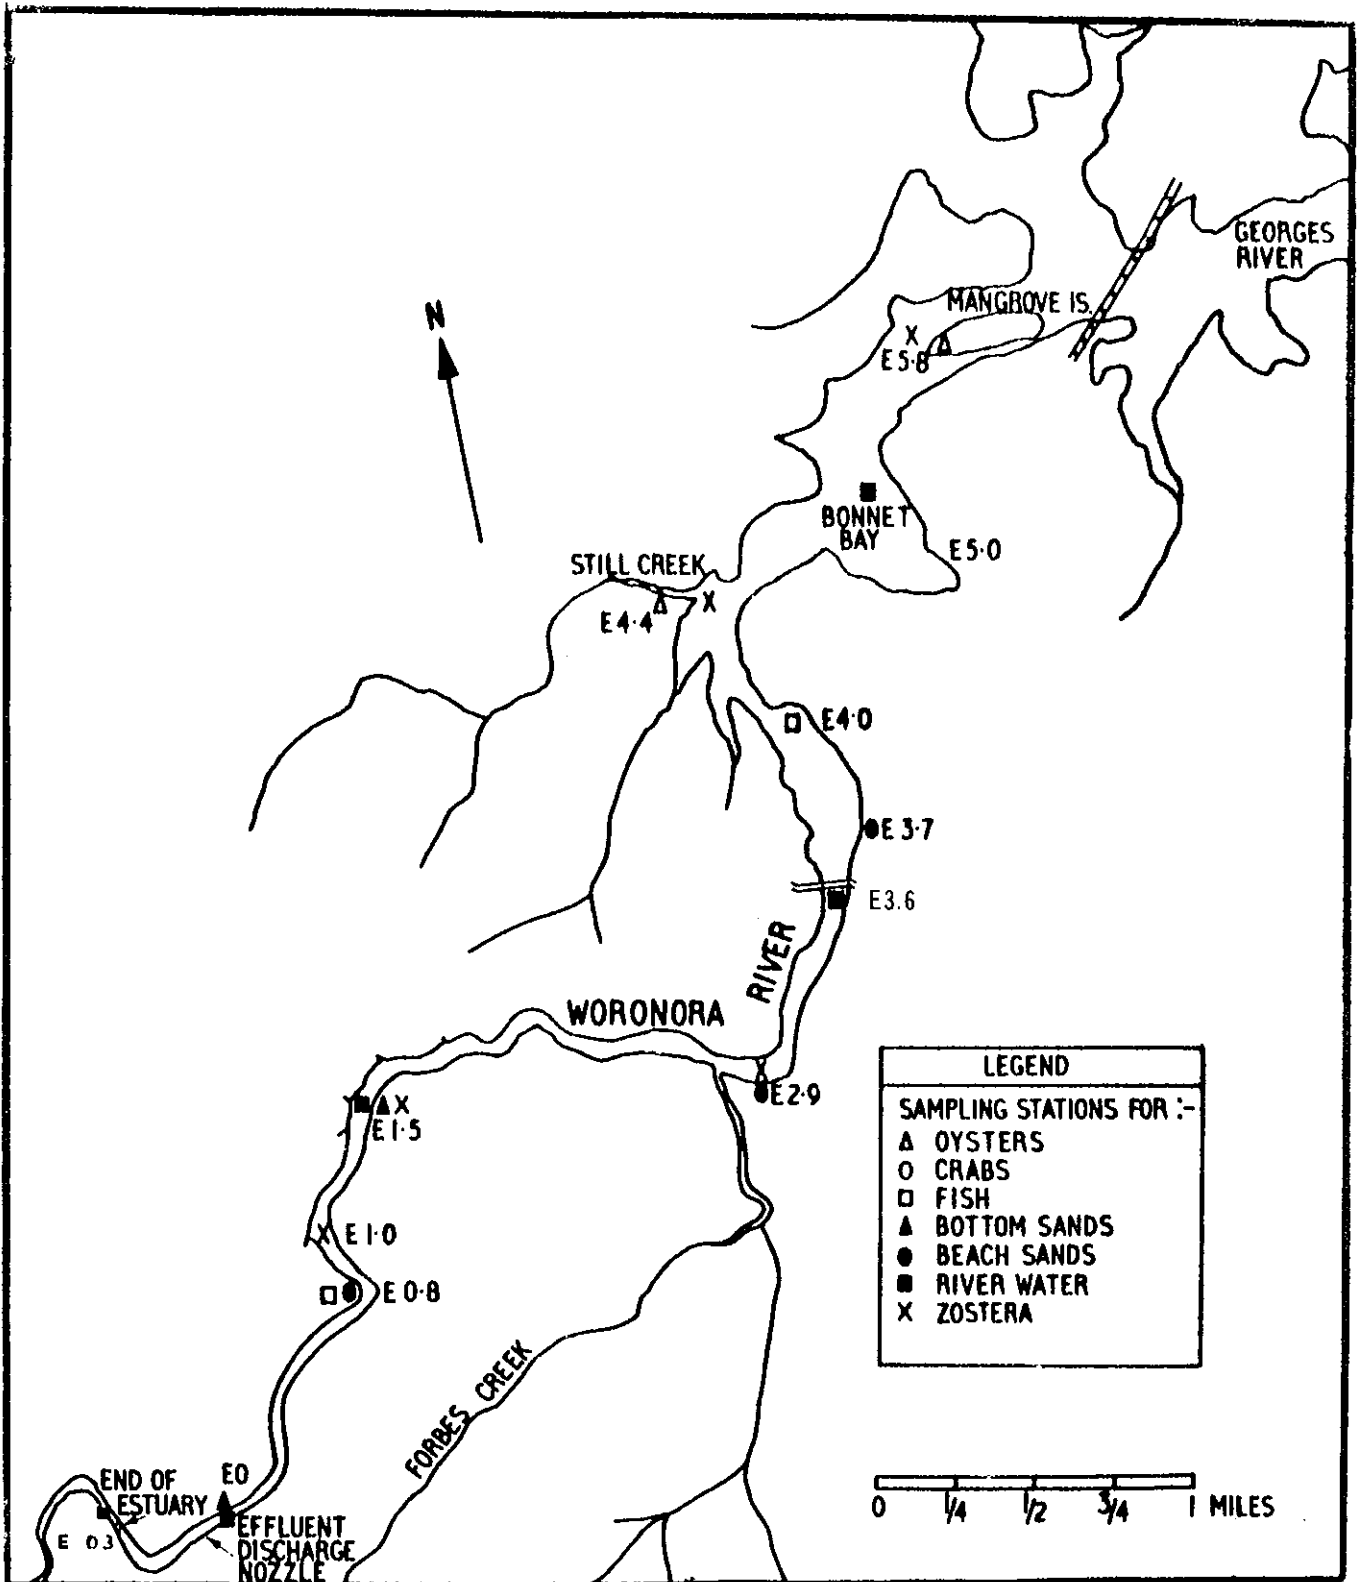 GEORGES
RIVER
MANGROVE IS.
N
X
E5·8
BONNET
BAY
E5·0
STILL CREEK
X
E4·4
E4·0
E3·7
E3.6
RIVER
WORONORA
X
E2·9
X
E1·5
X E1·0
E0·8
LEGEND
SAMPLING STATIONS FOR :-
OYSTERS
CRABS
FISH
BOTTOM SANDS
BEACH SANDS
RIVER WATER
X ZOSTERA
FORBES CREEK
END OF
ESTUARY
E0
E 03
EFFLUENT
DISCHARGE
NOZZLE
0 1/4 1/2 3/4 1 MILES